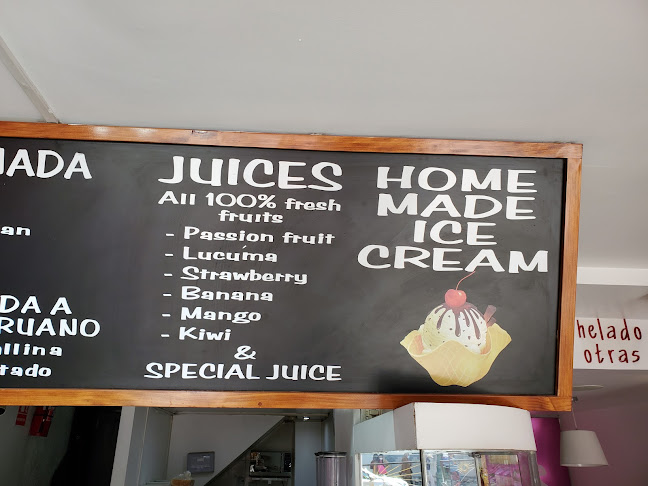 JUICES
All 100% fresh
fruits
- Passion fruit
- Lucuma
- Strawberry
- Banana
- Mango
- Kiwi
&
SPECIAL JUICE
HOME
MADE
ICE
CREAM
helado
otras